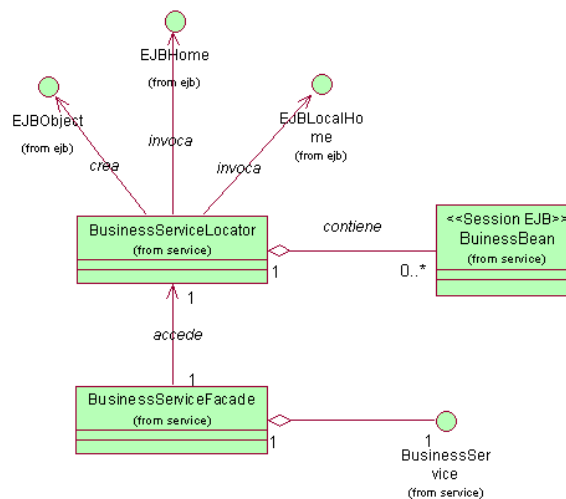 EJBHome
(from ejb)
EJBObject
(from ejb)
EJBLocalHo
me
(from ejb)
crea
invoca
invoca
BusinessServiceLocator
(from service)
contiene
1
0..*
<<Session EJB>>
BuinessBean
(from service)
1
accede
1
BusinessServiceFacade
(from service)
1
1
BusinessSer
vice
(from service)